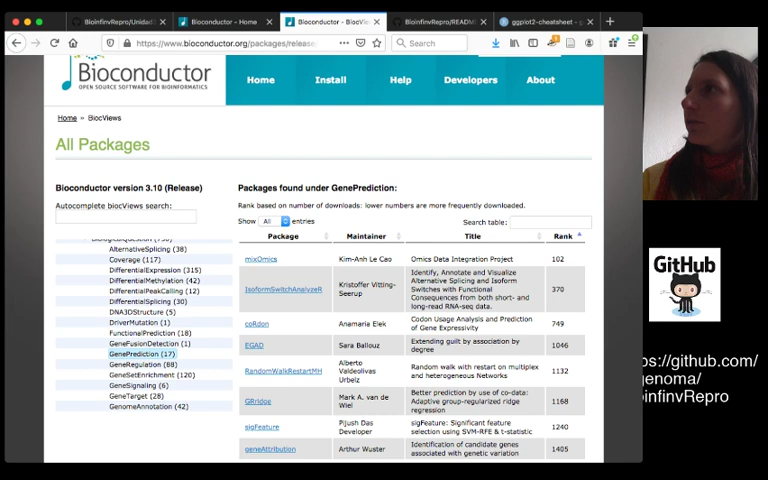 BioinfinvRepro/Unidad
Bioconductor - Home
Bioconductor - BiocVie
BioinfinvRepro/READM
ggplot2-cheatsheet - g
https://www.bioconductor.org/packages/release
Search
Bioconductor
OPEN SOURCE SOFTWARE FOR BIOINFORMATICS
Home
Install
Help
Developers
About
Home » BiocViews
All Packages
Bioconductor version 3.10 (Release)
Autocomplete biocViews search:
AlternativeSplicing (38)
Coverage (117)
DifferentialExpression (315)
DifferentialMethylation (42)
DifferentialPeakCalling (12)
DifferentialSplicing (30)
DNA3DStructure (5)
DriverMutation (1)
FunctionalPrediction (18)
GeneFusionDetection (1)
GenePrediction (17)
GeneRegulation (88)
GeneSetEnrichment (120)
GeneSignaling (6)
GeneTarget (28)
GenomeAnnotation (42)
Packages found under GenePrediction:
Rank based on number of downloads: lower numbers are more frequently downloaded.
Show All entries
Search table:
Package Maintainer Title Rank
mixOmics Kim-Anh Le Cao Omics Data Integration Project 102
IsoformSwitchAnalyzeR Kristoffer Vitting-Seerup Identify, Annotate and Visualize Alternative Splicing and Isoform Switches with Functional Consequences from both short- and long-read RNA-seq data. 370
coRdon Anamaria Elek Codon Usage Analysis and Prediction of Gene Expressivity 749
EGAD Sara Ballouz Extending guilt by association by degree 1046
RandomWalkRestartMH Alberto Valdeolivas Urbelz Random walk with restart on multiplex and heterogeneous Networks 1132
GRridge Mark A. van de Wiel Better prediction by use of co-data: Adaptive group-regularized ridge regression 1168
sigFeature Pijush Das Developer sigFeature: Significant feature selection using SVM-RFE & t-statistic 1240
geneAttribution Arthur Wuster Identification of candidate genes associated with genetic variation 1405
GitHub
ps://github.com/
genoma/
oinfinvRepro